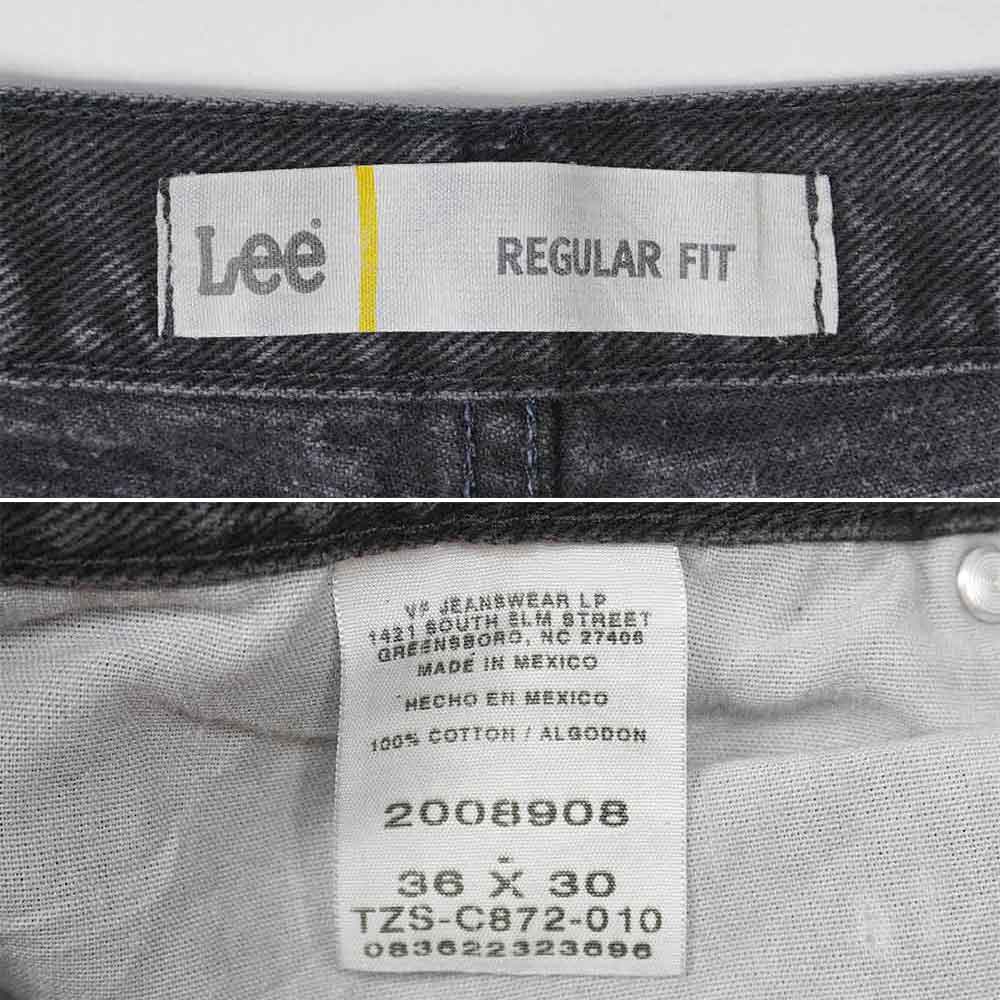 Lee®
REGULAR FIT
VF JEANSWEAR LP
1421 SOUTH ELM STREET
GREENSBORO, NC 27406
MADE IN MEXICO
HECHO EN MEXICO
100% COTTON / ALGODON
2008908
36 X 30
TZS-C872-010
083622323696